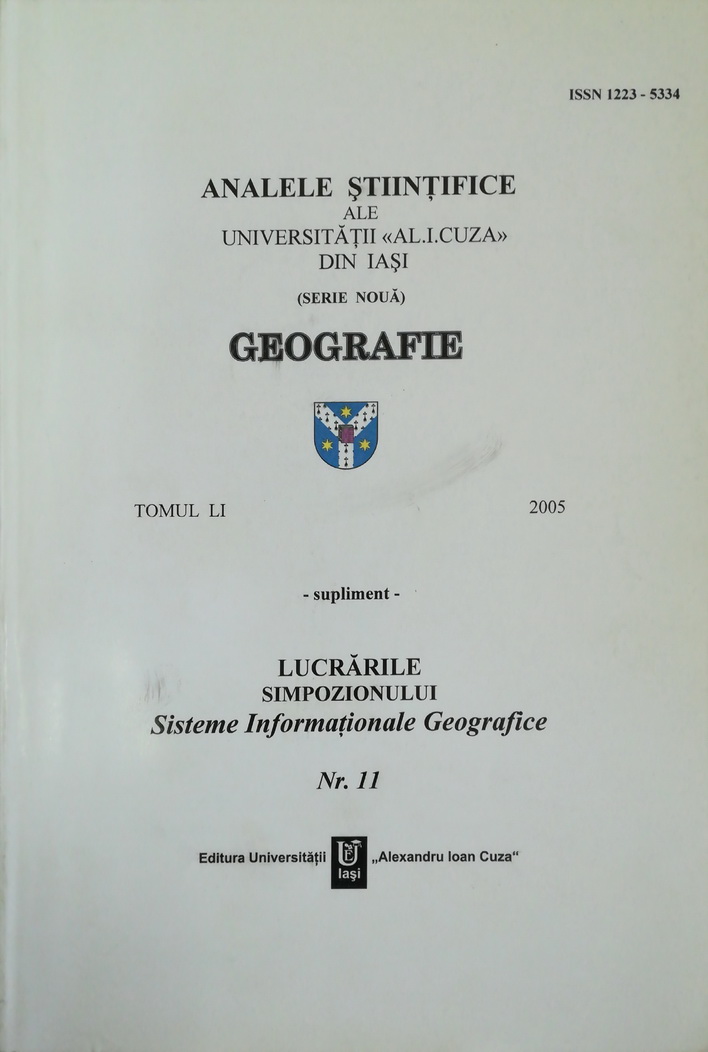 ISSN 1223 - 5334
ANALELE ŞTIINŢIFICE
ALE
UNIVERSITĂŢII «AL.I.CUZA»
DIN IAŞI
(SERIE NOUĂ)
GEOGRAFIE
TOMUL LI 2005
- supliment -
LUCRĂRILE
SIMPOZIONULUI
Sisteme Informaţionale Geografice
Nr. 11
Editura Universităţii Iaşi „Alexandru Ioan Cuza“